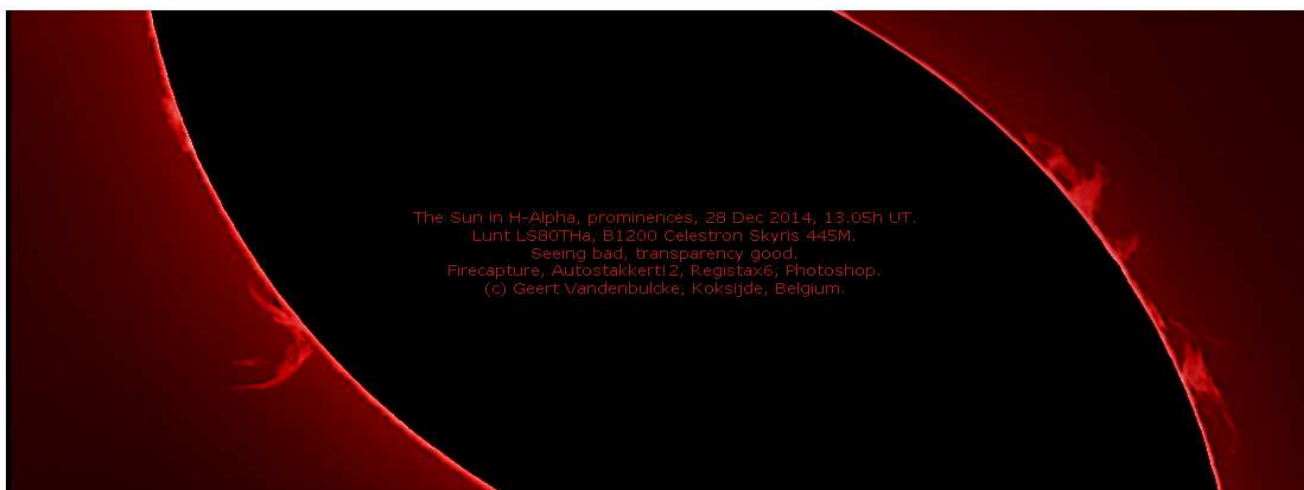 The Sun in H-Alpha, prominences, 28 Dec 2014, 13.05h UT.
Lunt LS80THa, B1200 Celestron Skyris 445M.
Seeing bad, transparency good.
Firecapture, Autostakkert!2, Registax6, Photoshop.
(c) Geert Vandenbulcke, Koksijde, Belgium.